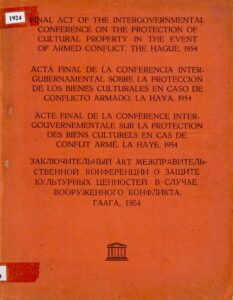 1924
FINAL ACT OF THE INTERGOVERNMENTAL
CONFERENCE ON THE PROTECTION OF
CULTURAL PROPERTY IN THE EVENT
OF ARMED CONFLICT, THE HAGUE, 1954
ACTA FINAL DE LA CONFERENCIA INTER-
GUBERNAMENTAL SOBRE LA PROTECCION
DE LOS BIENES CULTURALES EN CASO DE
CONFLICTO ARMADO, LA HAYA, 1954
ACTE FINAL DE LA CONFÉRENCE INTER-
GOUVERNEMENTALE SUR LA PROTECTION
DES BIENS CULTURELS EN CAS DE
CONFLIT ARMÉ, LA HAYE, 1954
ЗАКЛЮЧИТЕЛЬНЫЙ АКТ МЕЖПРАВИТЕЛЬ-
СТВЕННОЙ КОНФЕРЕНЦИИ О ЗАЩИТЕ
КУЛЬТУРНЫХ ЦЕННОСТЕЙ В СЛУЧАЕ
ВООРУЖЕННОГО КОНФЛИКТА,
ГААГА, 1954